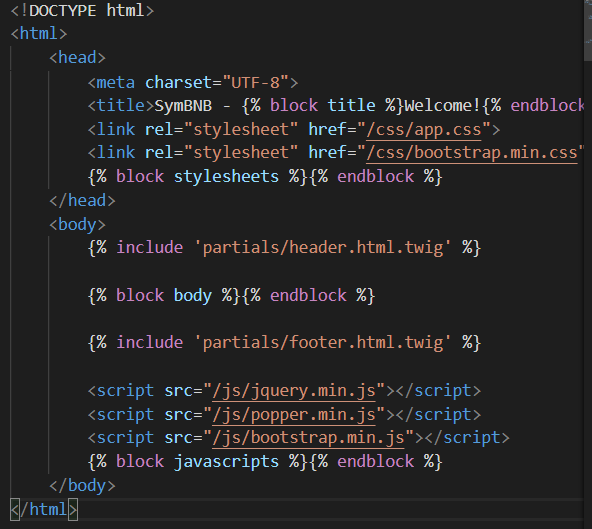 <!DOCTYPE html>
<html>
<head>
<meta charset="UTF-8">
<title>SymBNB - {% block title %}Welcome!{% endblock
<link rel="stylesheet" href="/css/app.css">
<link rel="stylesheet" href="/css/bootstrap.min.css"
{% block stylesheets %}{% endblock %}
</head>
<body>
{% include 'partials/header.html.twig' %}
{% block body %}{% endblock %}
{% include 'partials/footer.html.twig' %}
<script src="/js/jquery.min.js"></script>
<script src="/js/popper.min.js"></script>
<script src="/js/bootstrap.min.js"></script>
{% block javascripts %}{% endblock %}
</body>
</html>